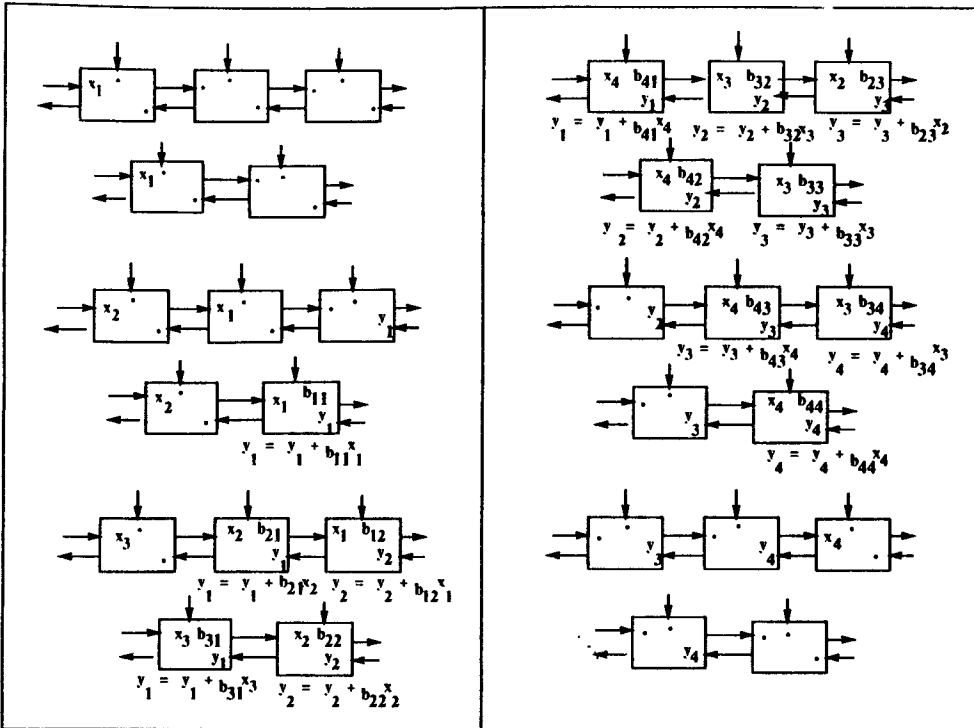 x1
x1
x2 x1 y1
x2 x1 b11 y1
y1 = y1 + b11x1
x3 x2 b21 y1 x1 b12 y2
y1 = y1 + b21x2 y2 = y2 + b12x1
x3 b31 y1 x2 b22 y2
y1 = y1 + b31x3 y2 = y2 + b22x2
x4 b41 y1 x3 b32 y2 x2 b23 y3
y1 = y1 + b41x4 y2 = y2 + b32x3 y3 = y3 + b23x2
x4 b42 y2 x3 b33 y3
y2 = y2 + b42x4 y3 = y3 + b33x3
y2 x4 b43 y3 x3 b34 y4
y3 = y3 + b43x4 y4 = y4 + b34x3
y3 x4 b44 y4
y4 = y4 + b44x4
y3 y4 x4
y4